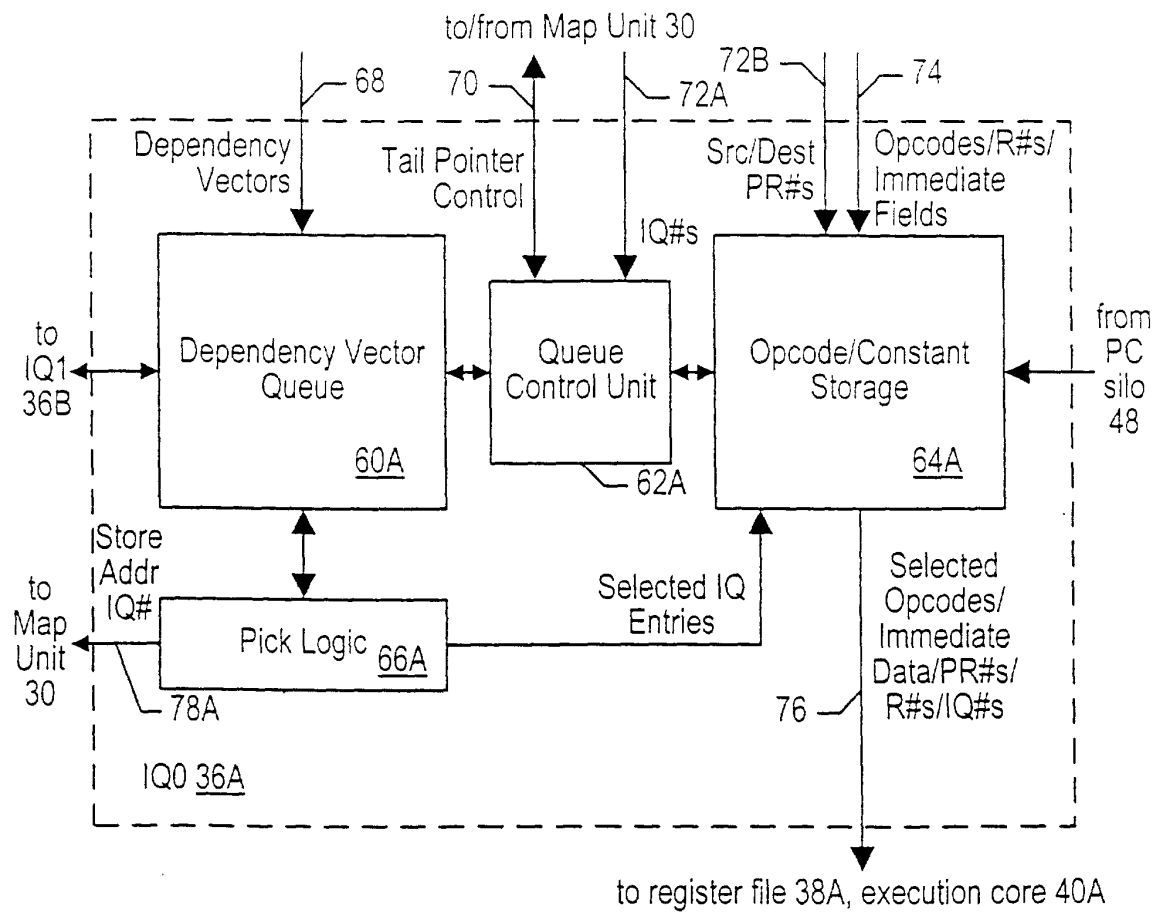 to/from Map Unit 30
68
70
72A
72B
74
Dependency
Vectors
Tail Pointer
Control
IQ#s
Src/Dest
PR#s
Opcodes/R#s/
Immediate
Fields
to
IQ1
36B
Dependency Vector
Queue
60A
Queue
Control Unit
62A
Opcode/Constant
Storage
64A
from
PC
silo
48
Store
Addr
IQ#
to
Map
Unit
30
Pick Logic
66A
78A
Selected IQ
Entries
76
Selected
Opcodes/
Immediate
Data/PR#s/
R#s/IQ#s
IQ0 36A
to register file 38A, execution core 40A